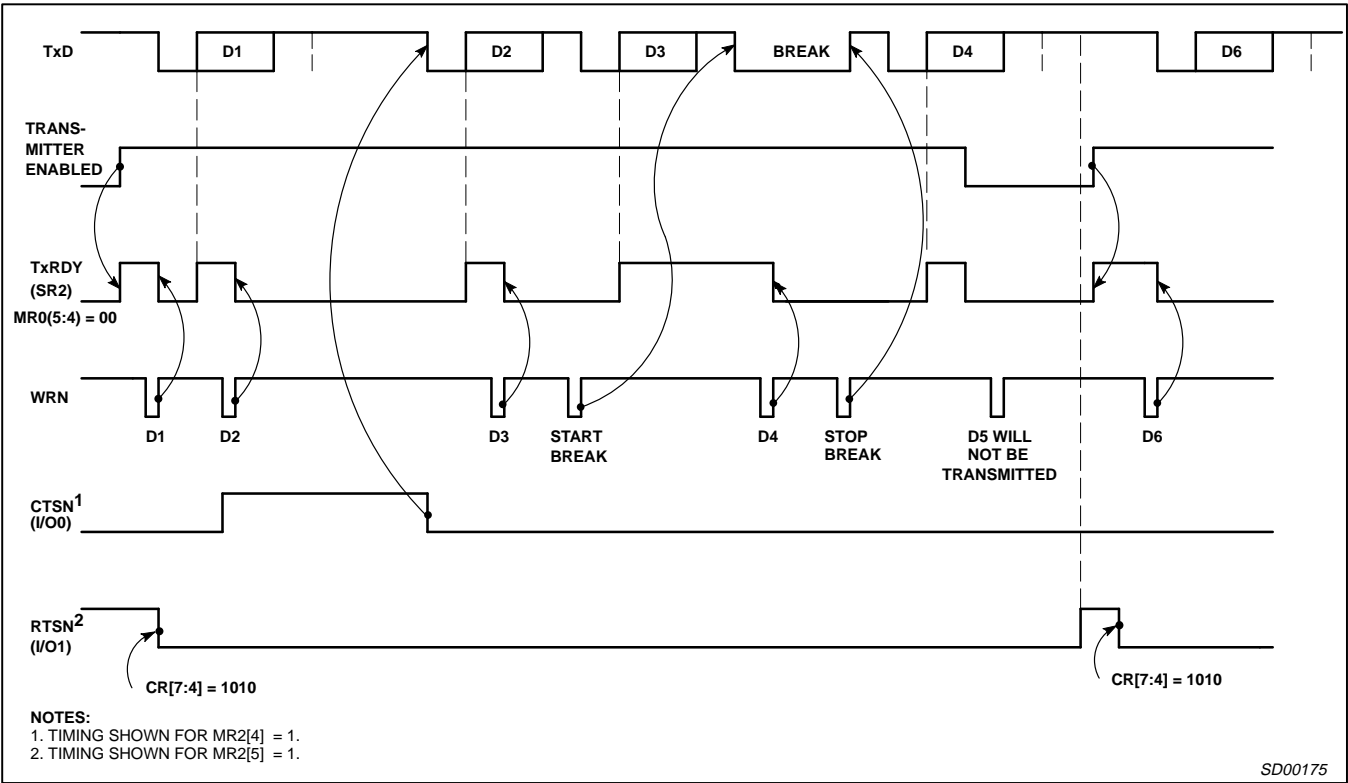 TxD
D1
D2
D3
BREAK
D4
D6
TRANS-
MITTER
ENABLED
TxRDY
(SR2)
MR0(5:4) = 00
WRN
D1
D2
D3
START
BREAK
D4
STOP
BREAK
D5 WILL
NOT BE
TRANSMITTED
D6
CTSN1
(I/O0)
RTSN2
(I/O1)
CR[7:4] = 1010
CR[7:4] = 1010
NOTES:
1. TIMING SHOWN FOR MR2[4] = 1.
2. TIMING SHOWN FOR MR2[5] = 1.
SD00175